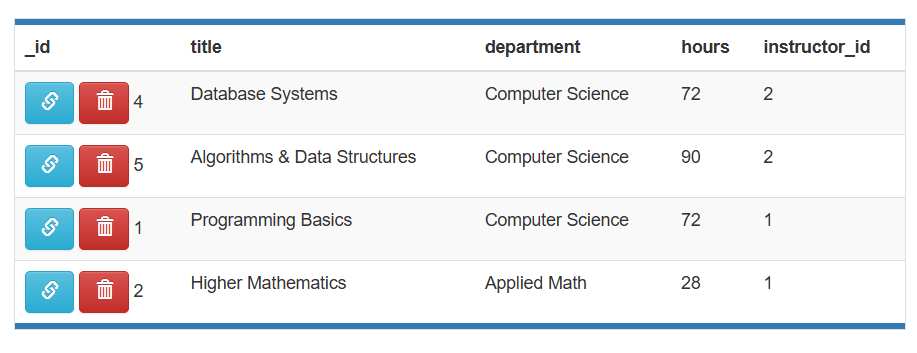 _id title department hours instructor_id
4 Database Systems Computer Science 72 2
5 Algorithms & Data Structures Computer Science 90 2
1 Programming Basics Computer Science 72 1
2 Higher Mathematics Applied Math 28 1